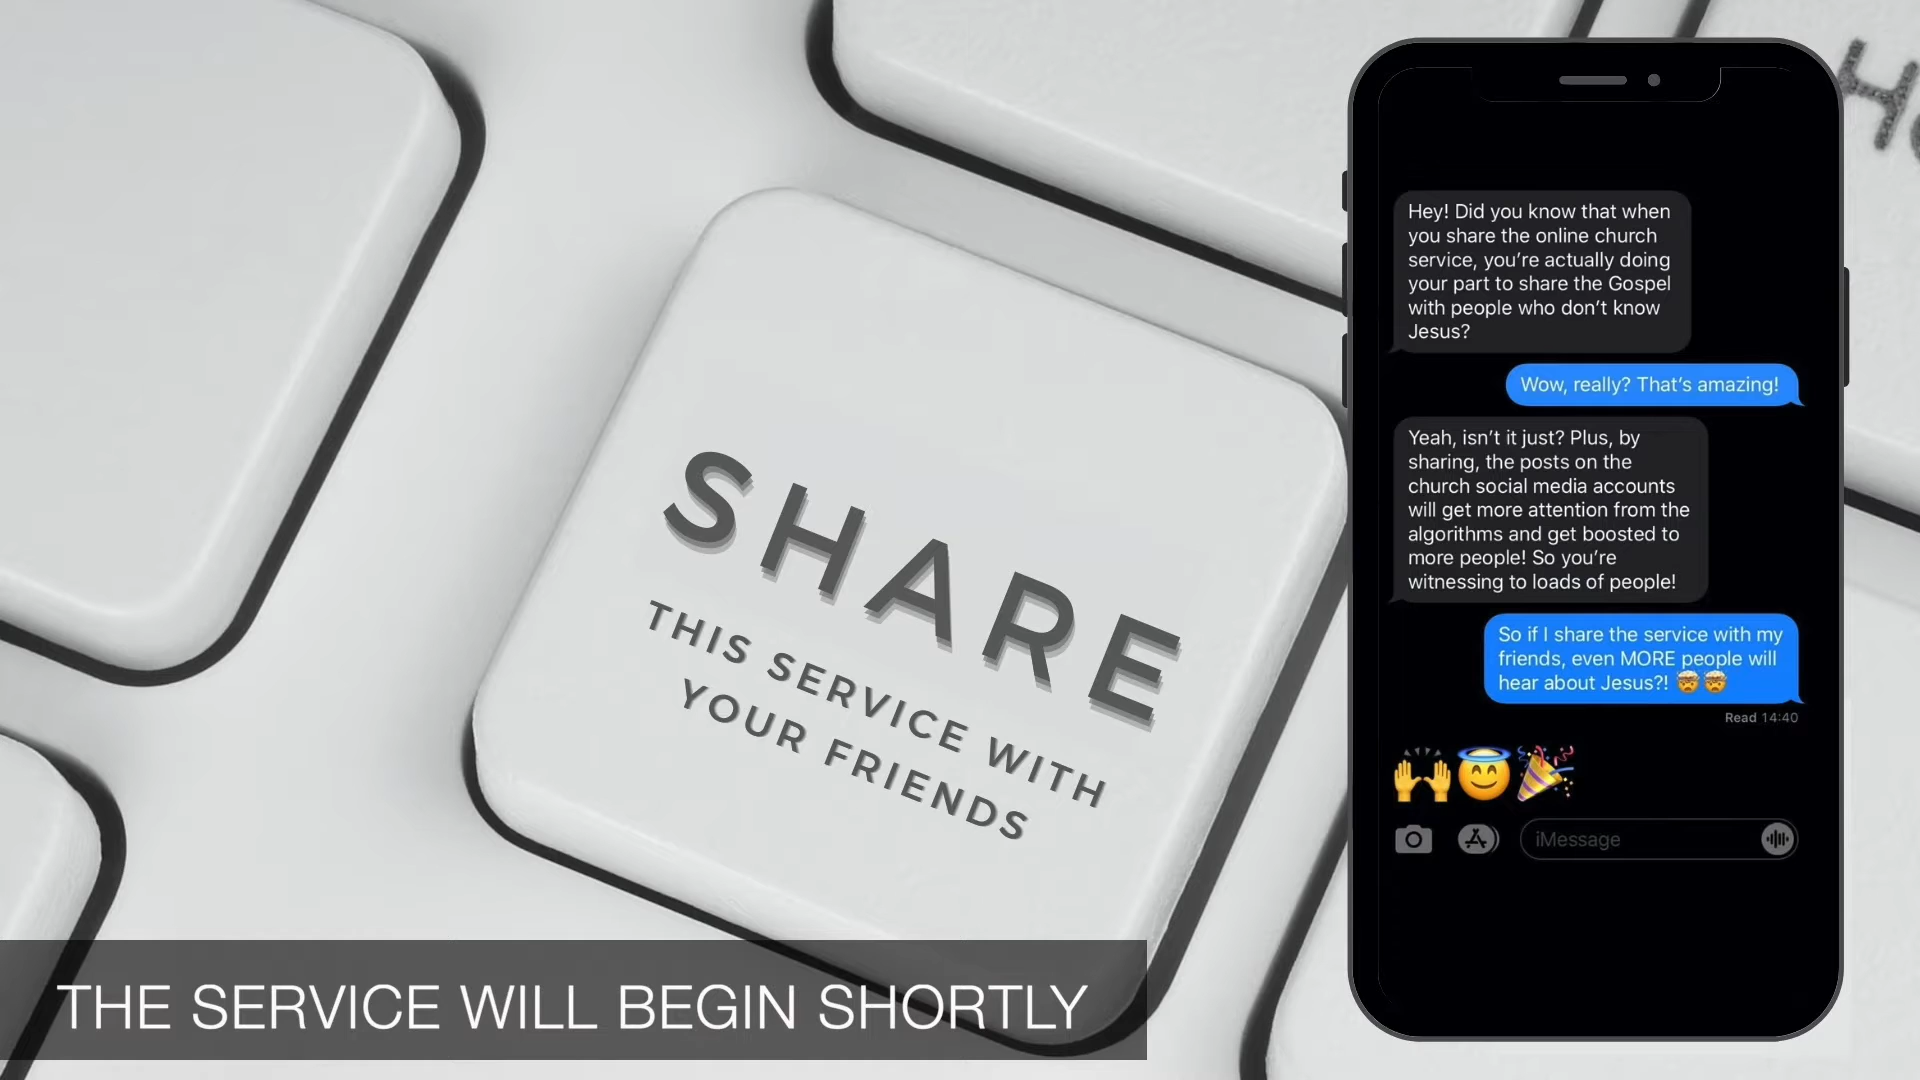 SHARE
THIS SERVICE WITH
YOUR FRIENDS
THE SERVICE WILL BEGIN SHORTLY
Hey! Did you know that when
you share the online church
service, you’re actually doing
your part to share the Gospel
with people who don’t know
Jesus?
Wow, really? That’s amazing!
Yeah, isn’t it just? Plus, by
sharing, the posts on the
church social media accounts
will get more attention from the
algorithms and get boosted to
more people! So you’re
witnessing to loads of people!
So if I share the service with my
friends, even MORE people will
hear about Jesus?! 🤯🤯
Read 14:40
🙌😇🎉
iMessage